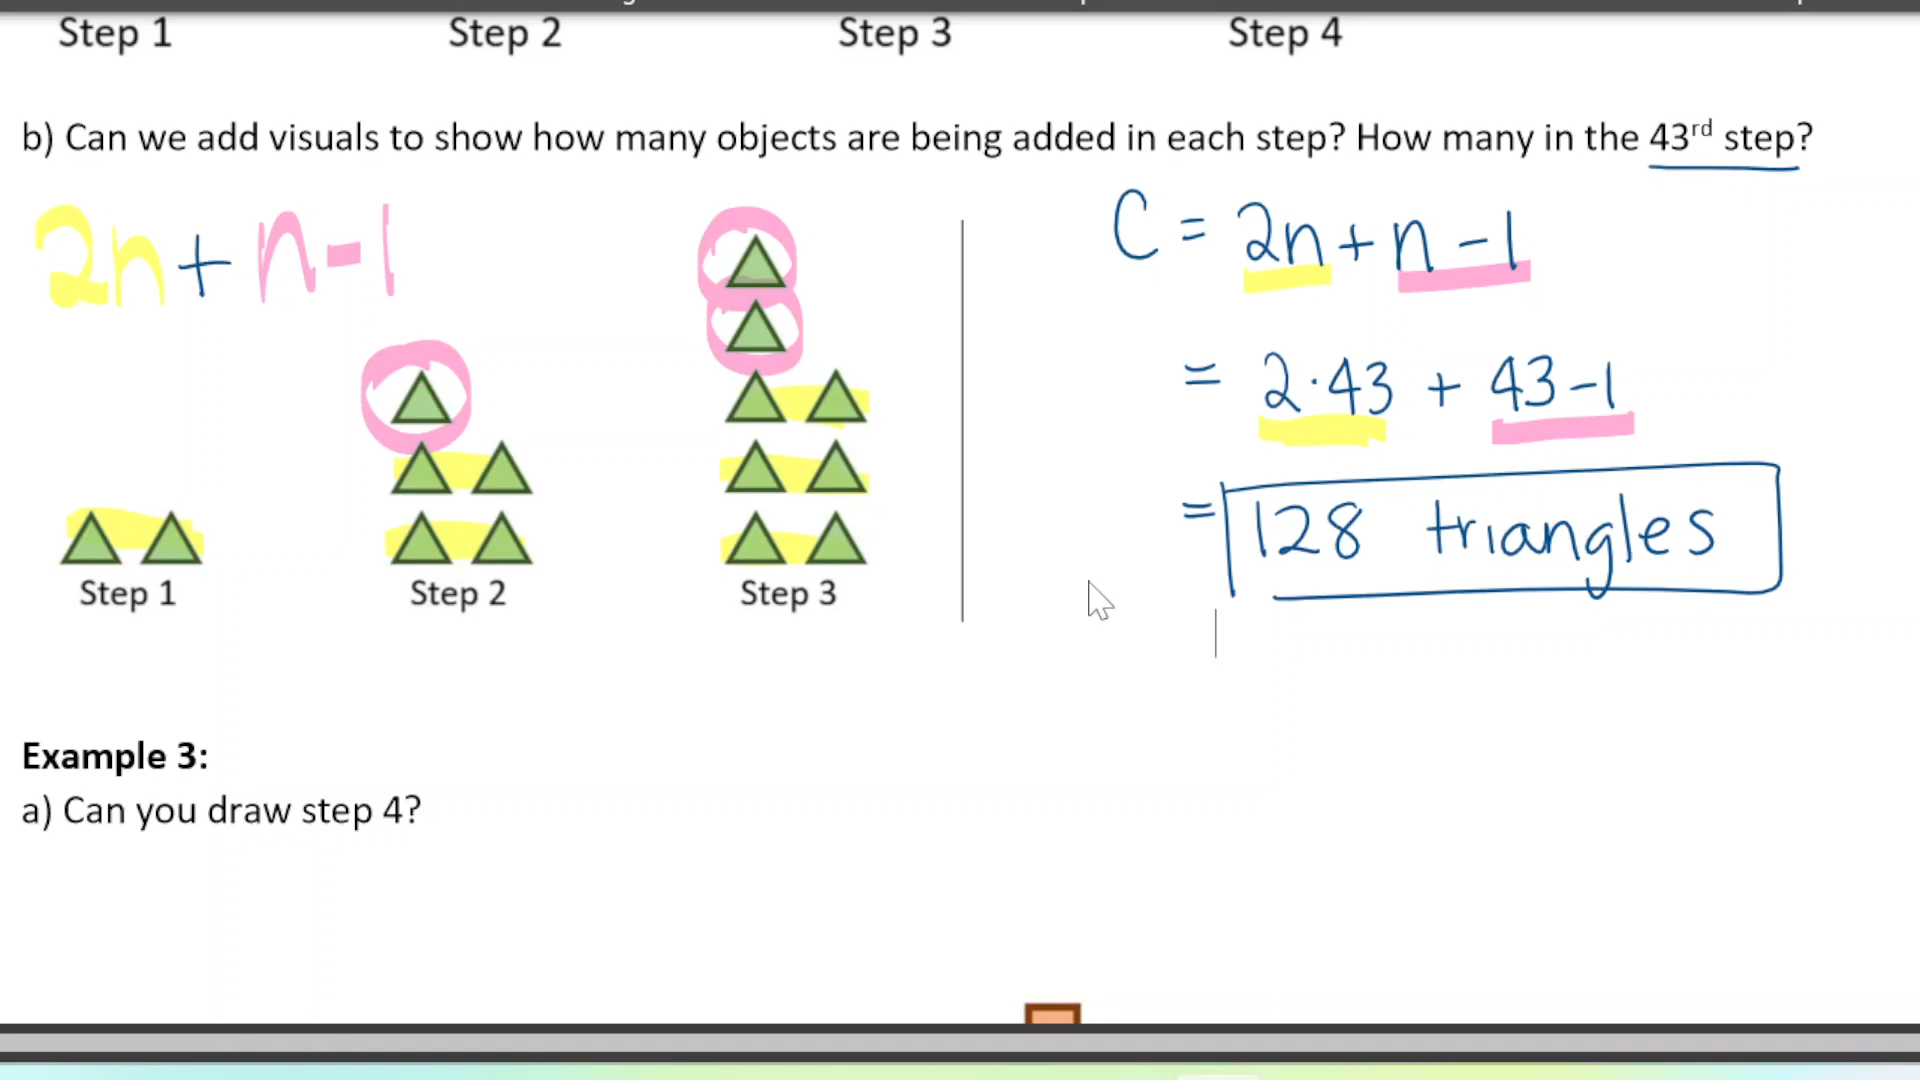 Step 1 Step 2 Step 3 Step 4
b) Can we add visuals to show how many objects are being added in each step? How many in the 43rd step?
2n + n - 1
C = 2n + n - 1
= 2·43 + 43 - 1
= 128 triangles
Step 1 Step 2 Step 3
Example 3:
a) Can you draw step 4?